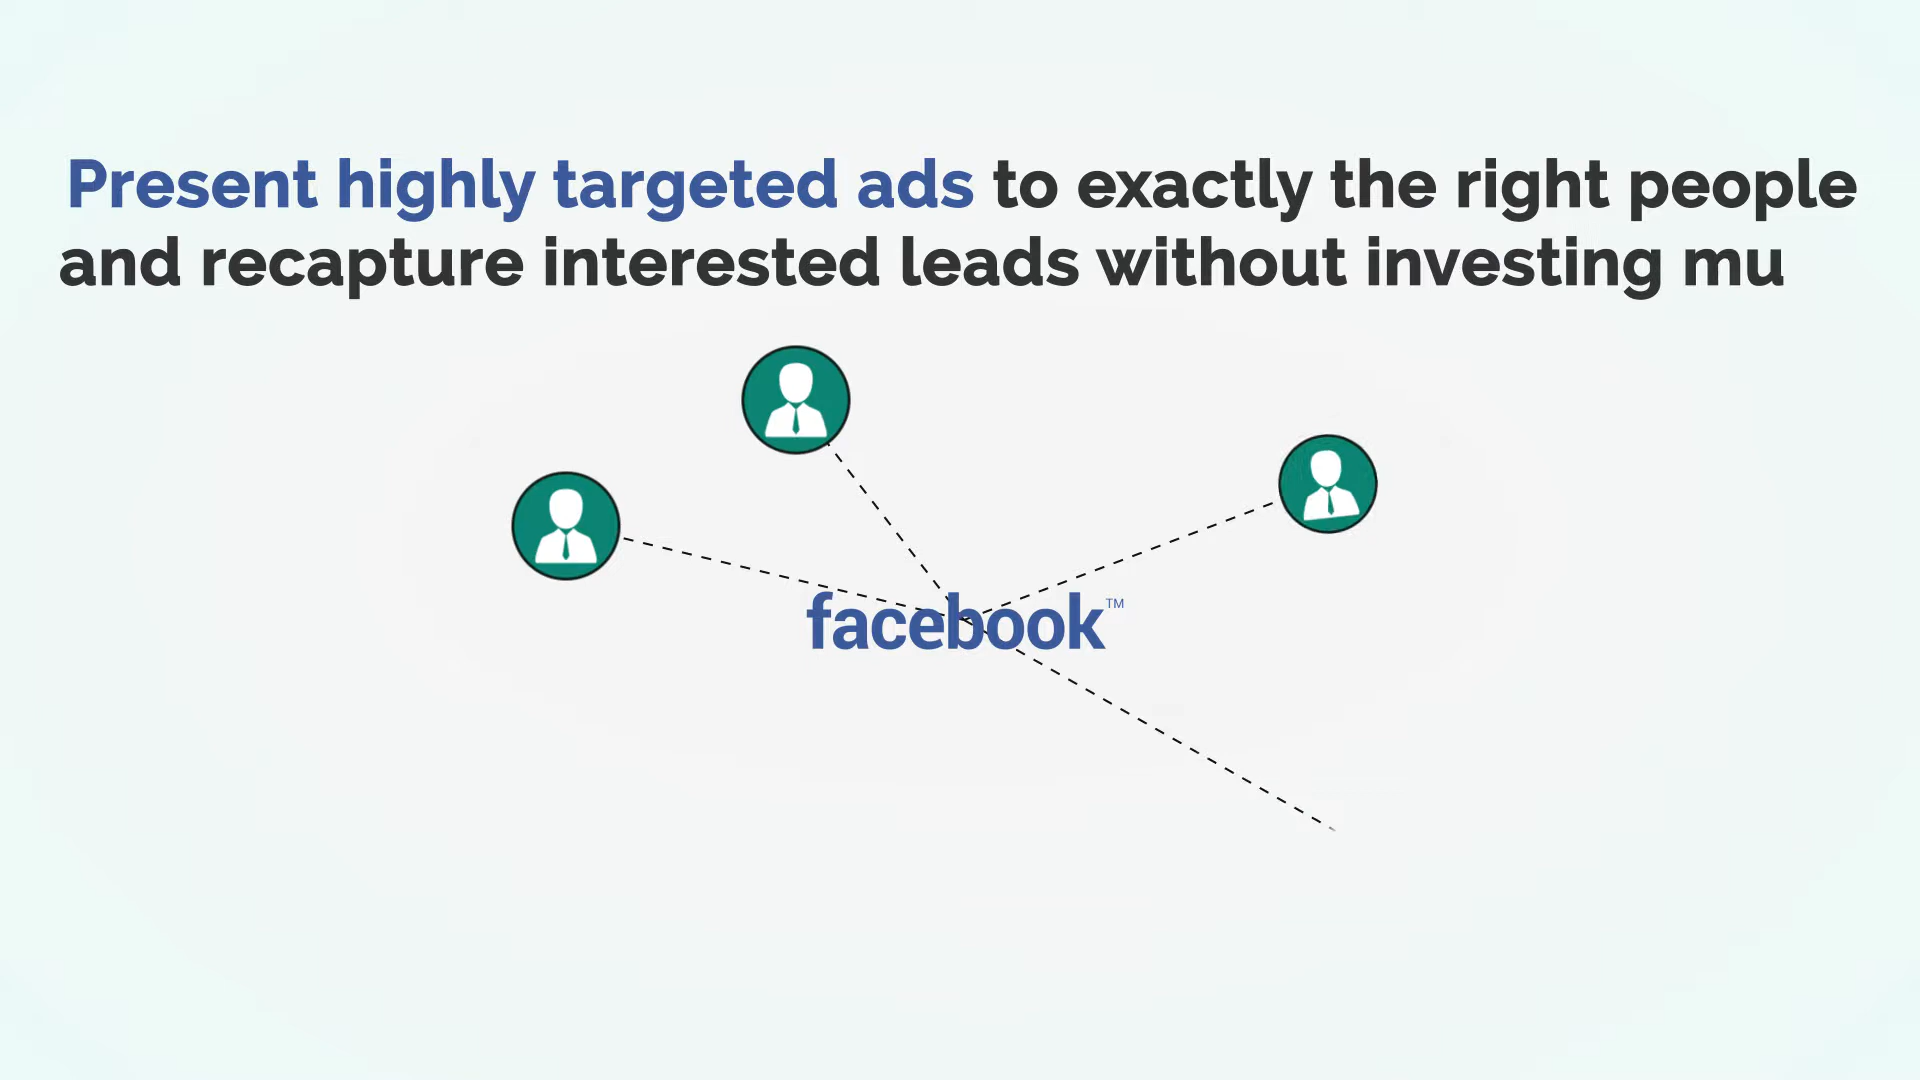 Present highly targeted ads to exactly the right people
and recapture interested leads without investing mu
facebook™